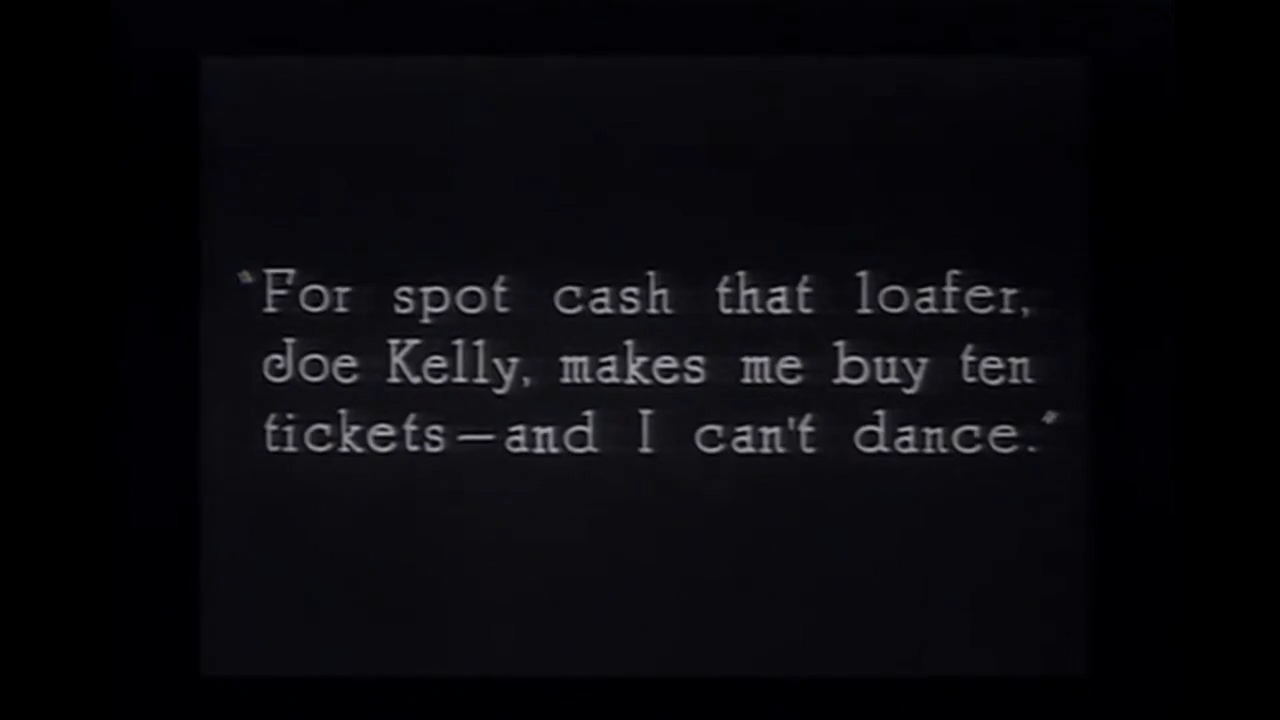 "For spot cash that loafer,
Joe Kelly, makes me buy ten
tickets—and I can't dance."